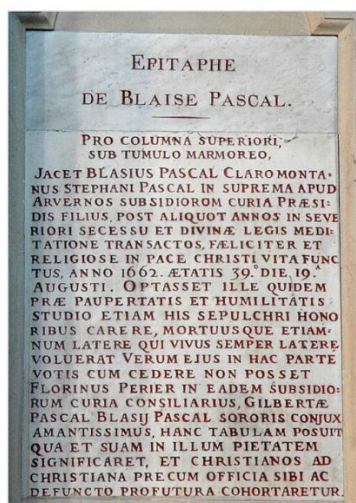 EPITAPHE
DE BLAISE PASCAL.
PRO COLUMNA SUPERIORI,
SUB TUMULO MARMOREO,
JACET BLASIUS PASCAL CLAROMONTA-
NUS STEPHANI PASCAL IN SUPREMA APUD
ARVERNOS SUBSIDIORUM CURIA PRÆSI-
DIS FILIUS, POST ALIQUOT ANNOS IN SEVE
RIORI SECESSU ET DIVINÆ LEGIS MEDI-
TATIONE TRANSACTOS, FÆLICITER ET
RELIGIOSE IN PACE CHRISTI VITA FUNC
TUS, ANNO 1662. ÆTATIS 39.º DIE, 19.ᴬ
AUGUSTI. OPTASSET ILLE QUIDEM
PRÆ PAUPERTATIS ET HUMILITATIS
STUDIO ETIAM HIS SEPULCHRI HONO
RIBUS CARERE, MORTUUSQUE ETIAM-
NUM LATERE QUI VIVUS SEMPER LATERE
VOLUERAT VERUM EJUS IN HAC PARTE
VOTIS CUM CEDERE NON POSSET
FLORINUS PERIER IN EADEM SUBSIDIO-
RUM CURIA CONSILIARIUS, GILBERTÆ
PASCAL BLASIJ PASCAL SORORIS CONJUX
AMANTISSIMUS, HANC TABULAM POSUIT
QUA ET SUAM IN ILLUM PIETATEM
SIGNIFICARET, ET CHRISTIANOS AD
CHRISTIANA PRECUM OFFICIA SIBI AC
DEFUNCTO PROFUTURA COHORTARETUR